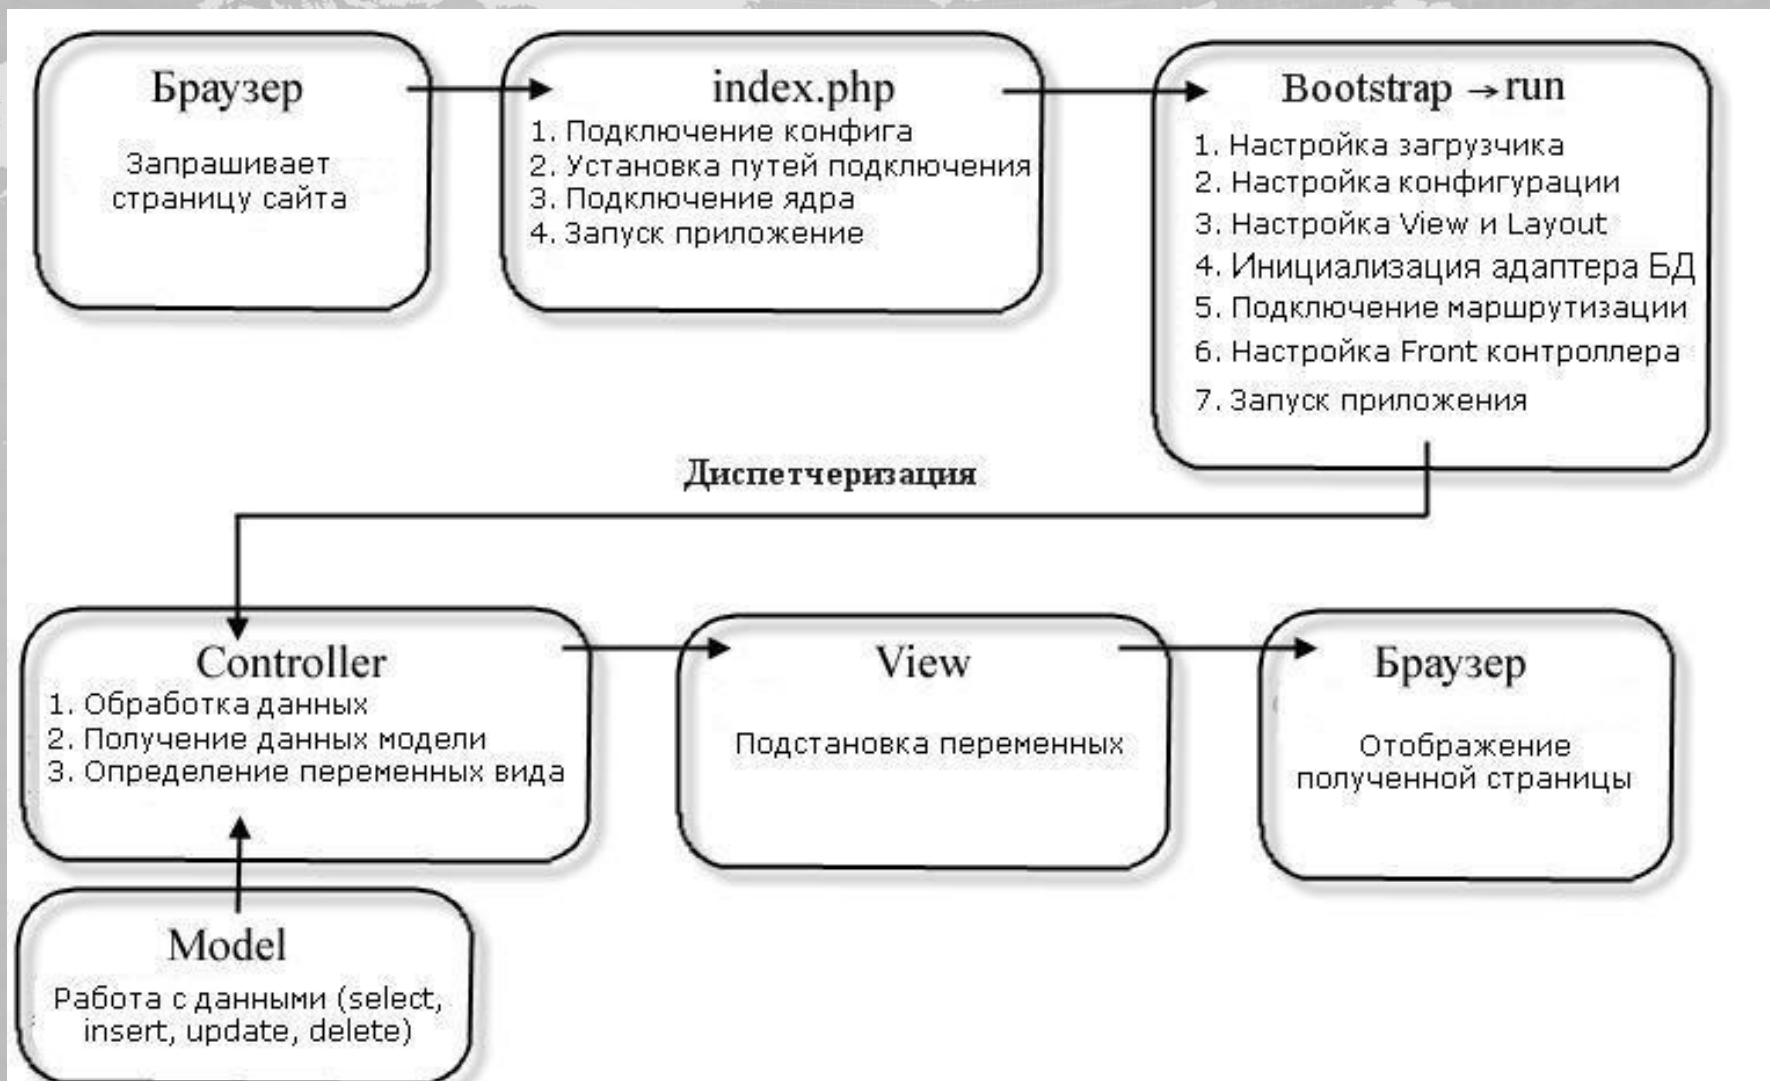 Браузер
Запрашивает
страницу сайта
index.php
1. Подключение конфига
2. Установка путей подключения
3. Подключение ядра
4. Запуск приложение
Bootstrap → run
1. Настройка загрузчика
2. Настройка конфигурации
3. Настройка View и Layout
4. Инициализация адаптера БД
5. Подключение маршрутизации
6. Настройка Front контроллера
7. Запуск приложения
Диспетчеризация
Controller
1. Обработка данных
2. Получение данных модели
3. Определение переменных вида
View
Подстановка переменных
Браузер
Отображение
полученной страницы
Model
Работа с данными (select,
insert, update, delete)